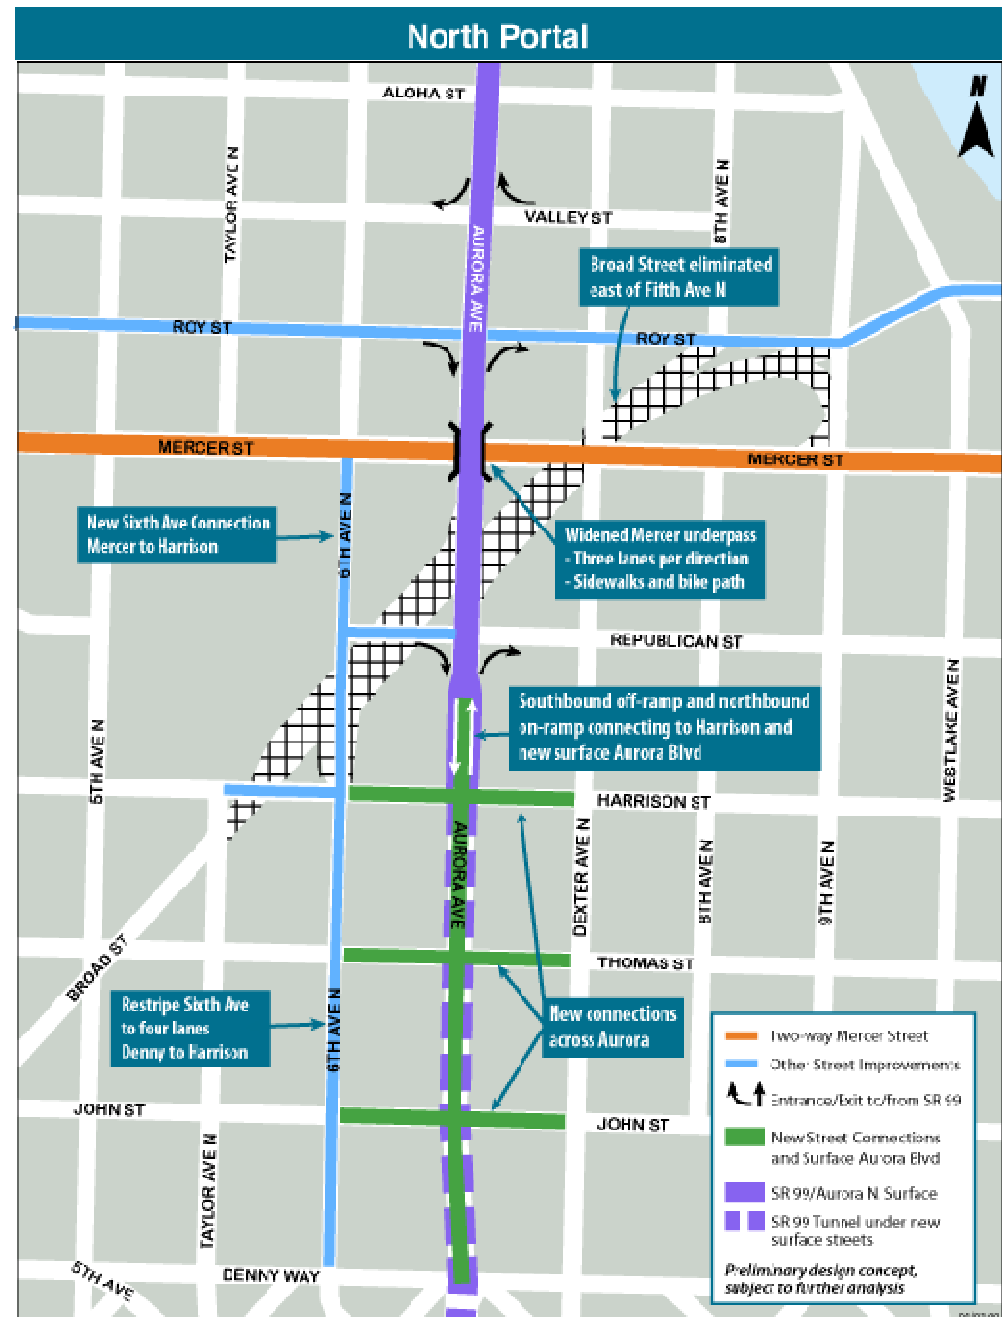 North Portal
N
ALOHA ST
TAYLOR AVE N
8TH AVE N
VALLEY ST
AURORA AVE
Broad Street eliminated
east of Fifth Ave N
ROY ST
ROY ST
MERCER ST
MERCER ST
6TH AVE N
New Sixth Ave Connection
Mercer to Harrison
Widened Mercer underpass
- Three lanes per direction
- Sidewalks and bike path
REPUBLICAN ST
Southbound off-ramp and northbound
on-ramp connecting to Harrison and
new surface Aurora Blvd
5TH AVE N
WESTLAKE AVE N
HARRISON ST
AURORA AVE
DEXTER AVE N
8TH AVE N
9TH AVE N
BROAD ST
THOMAS ST
Restripe Sixth Ave
to four lanes
Denny to Harrison
6TH AVE N
New connections
across Aurora
JOHN ST
JOHN ST
TAYLOR AVE N
5TH AVE
DENNY WAY
Two-way Mercer Street
Other Street Improvements
Entrance/Exit to/from SR 99
New Street Connections
and Surface Aurora Blvd
SR 99/Aurora N. Surface
SR 99 Tunnel under new
surface streets
Preliminary design concept,
subject to further analysis